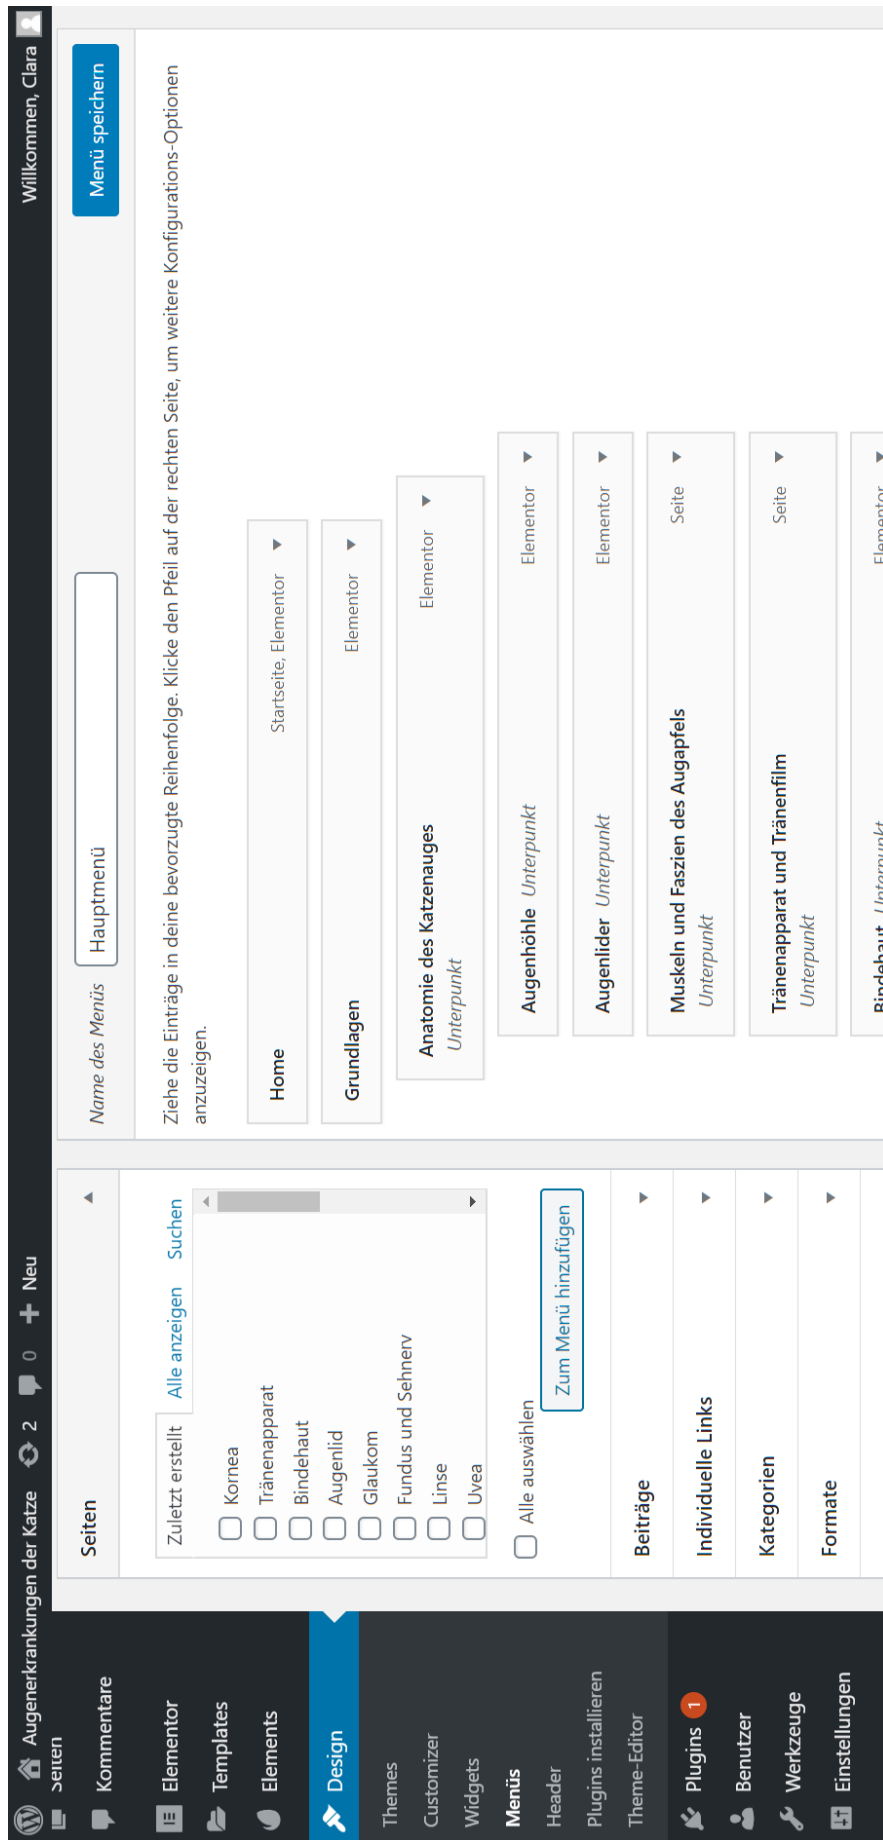 Augenerkrankungen der Katze 2 0 Neu Willkommen, Clara
Seiten
Kommentare
Elementor
Templates
Elements
Design
Themes
Customizer
Widgets
Menüs
Header
Plugins installieren
Theme-Editor
Plugins 1
Benutzer
Werkzeuge
Einstellungen
Seiten
Zuletzt erstellt Alle anzeigen Suchen
Kornea
Tränenapparat
Bindehaut
Augenlid
Glaukom
Fundus und Sehnerv
Linse
Uvea
Alle auswählen
Zum Menü hinzufügen
Beiträge
Individuelle Links
Kategorien
Formate
Name des Menüs Hauptmenü Menü speichern
Ziehe die Einträge in deine bevorzugte Reihenfolge. Klicke den Pfeil auf der rechten Seite, um weitere Konfigurations-Optionen
anzuzeigen.
Home Startseite, Elementor
Grundlagen Elementor
Anatomie des Katzenauges Elementor
Unterpunkt
Augenhöhle Unterpunkt Elementor
Augenlider Unterpunkt Elementor
Muskeln und Faszien des Augapfels Seite
Unterpunkt
Tränenapparat und Tränenfilm Seite
Unterpunkt
Bindehaut Unterpunkt Elementor